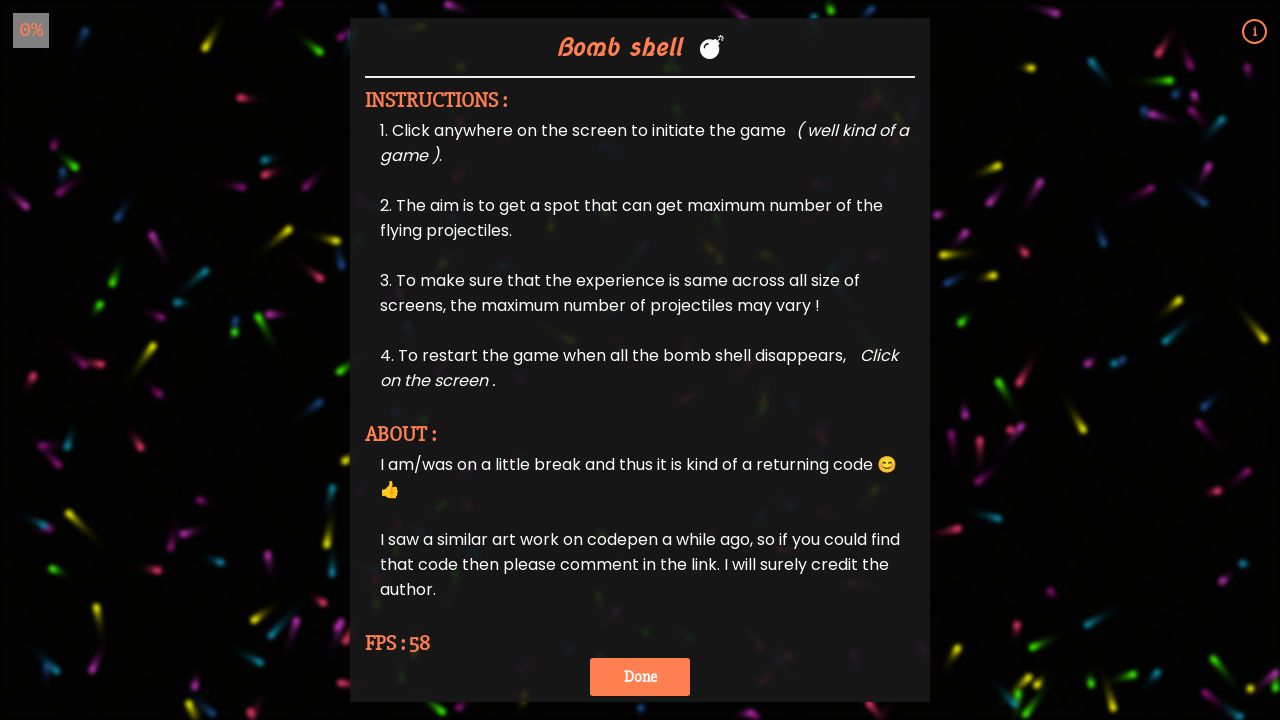 0%
i
Bomb shell 💣
INSTRUCTIONS :
1. Click anywhere on the screen to initiate the game ( well kind of a
game ).
2. The aim is to get a spot that can get maximum number of the
flying projectiles.
3. To make sure that the experience is same across all size of
screens, the maximum number of projectiles may vary !
4. To restart the game when all the bomb shell disappears, Click
on the screen .
ABOUT :
I am/was on a little break and thus it is kind of a returning code 😊
👍
I saw a similar art work on codepen a while ago, so if you could find
that code then please comment in the link. I will surely credit the
author.
FPS : 58
Done